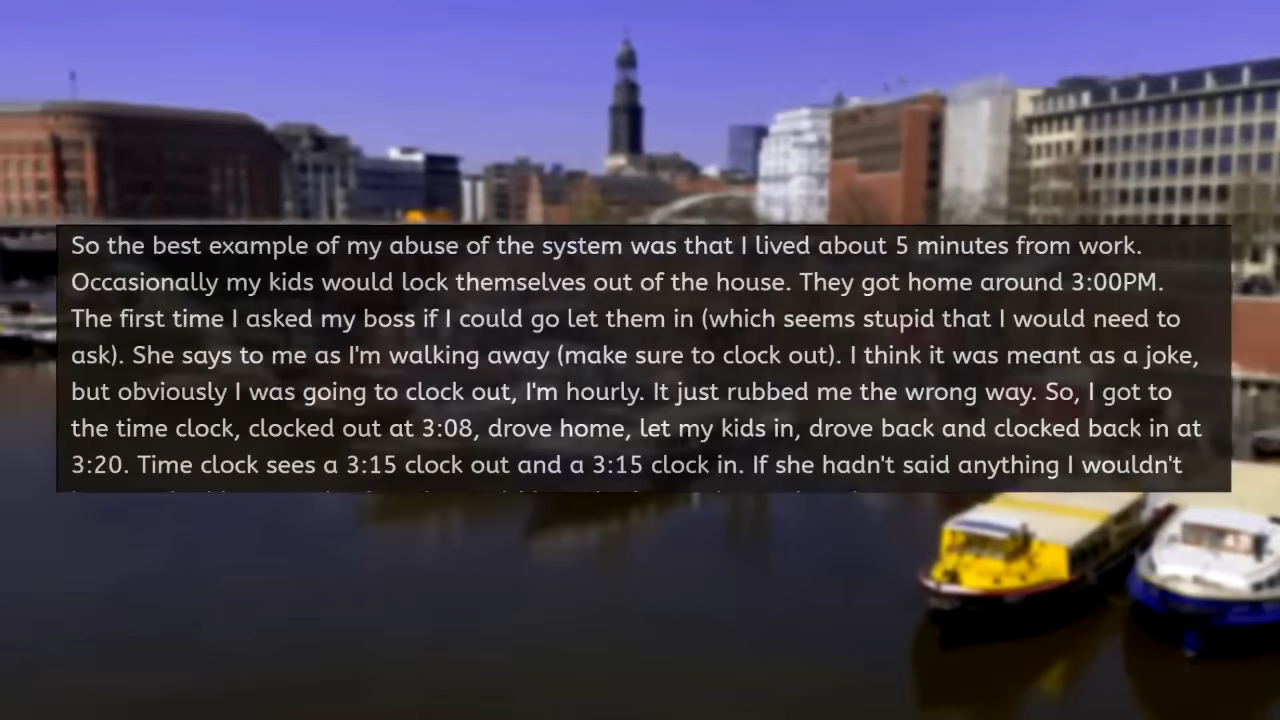 So the best example of my abuse of the system was that I lived about 5 minutes from work.
Occasionally my kids would lock themselves out of the house. They got home around 3:00PM.
The first time I asked my boss if I could go let them in (which seems stupid that I would need to
ask). She says to me as I'm walking away (make sure to clock out). I think it was meant as a joke,
but obviously I was going to clock out, I'm hourly. It just rubbed me the wrong way. So, I got to
the time clock, clocked out at 3:08, drove home, let my kids in, drove back and clocked back in at
3:20. Time clock sees a 3:15 clock out and a 3:15 clock in. If she hadn't said anything I wouldn't